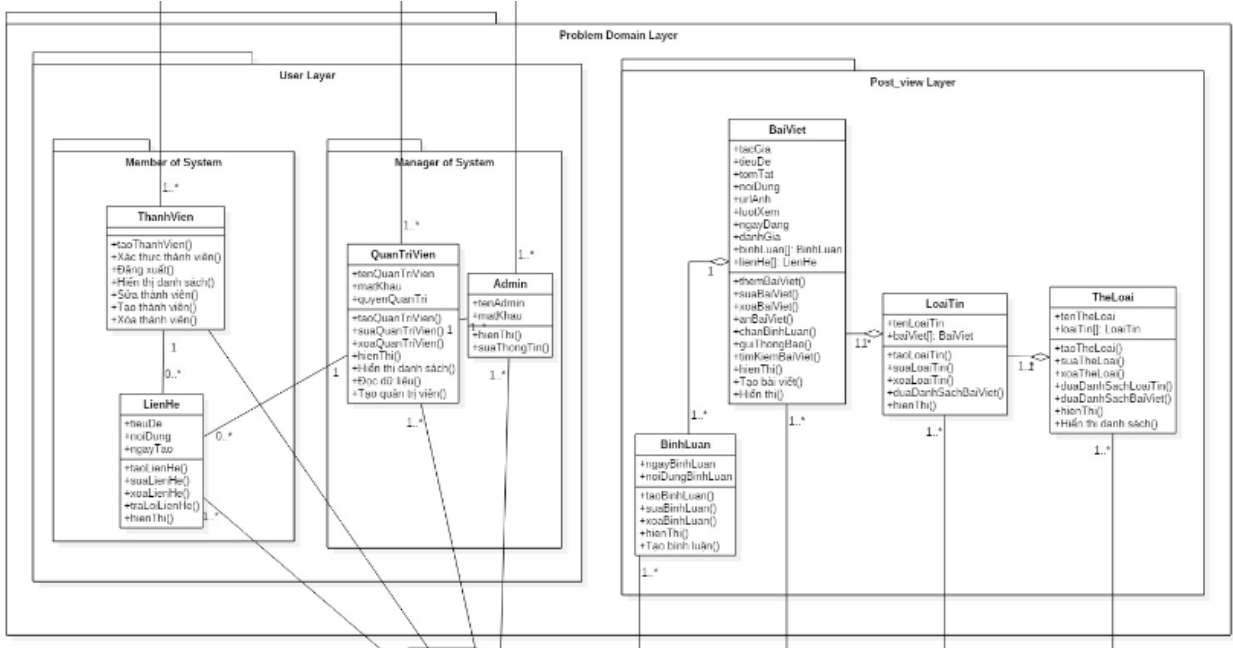 Problem Domain Layer
User Layer
Member of System
1..*
ThanhVien
+taoThanhVien()
+Xác thực thành viên()
+Đăng xuất()
+Hiển thị danh sách()
+Sửa thành viên()
+Tạo thành viên()
+Xóa thành viên()
1
0..*
LienHe
+tieuDe
+noiDung
+ngayTao
+taoLienHe()
+suaLienHe()
+xoaLienHe()
+traLoiLienHe()
+hienThi()
0..*
1..*
Manager of System
1..*
QuanTriVien
+tenQuanTriVien
+matKhau
+quyenQuanTri
+taoQuanTriVien()
+suaQuanTriVien()
+xoaQuanTriVien()
+hienThi()
+Hiển thị danh sách()
+Đọc dữ liệu()
+Tạo quản trị viên()
1
1
1..*
1..*
1..*
Admin
+tenAdmin
+matKhau
+hienThi()
+suaThongTin()
1..*
Post_view Layer
BaiViet
+tacGia
+tieuDe
+tomTat
+noiDung
+urlAnh
+luotXem
+ngayDang
+danhGia
+binhLuan[]: BinhLuan
+lienHe[]: LienHe
+themBaiViet()
+suaBaiViet()
+xoaBaiViet()
+anBaiViet()
+chanBinhLuan()
+guiThongBao()
+timKiemBaiViet()
+hienThi()
+Tạo bài viết()
+Hiển thị()
1
1..*
1..*
BinhLuan
+ngayBinhLuan
+noiDungBinhLuan
+taoBinhLuan()
+suaBinhLuan()
+xoaBinhLuan()
+hienThi()
+Tạo bình luận()
1..*
LoaiTin
+tenLoaiTin
+baiViet[]: BaiViet
+taoLoaiTin()
+suaLoaiTin()
+xoaLoaiTin()
+duaDanhSachBaiViet()
+hienThi()
1..*
TheLoai
+tenTheLoai
+loaiTin[]: LoaiTin
+taoTheLoai()
+suaTheLoai()
+xoaTheLoai()
+duaDanhSachLoaiTin()
+duaDanhSachBaiViet()
+hienThi()
+Hiển thị danh sách()
1..*